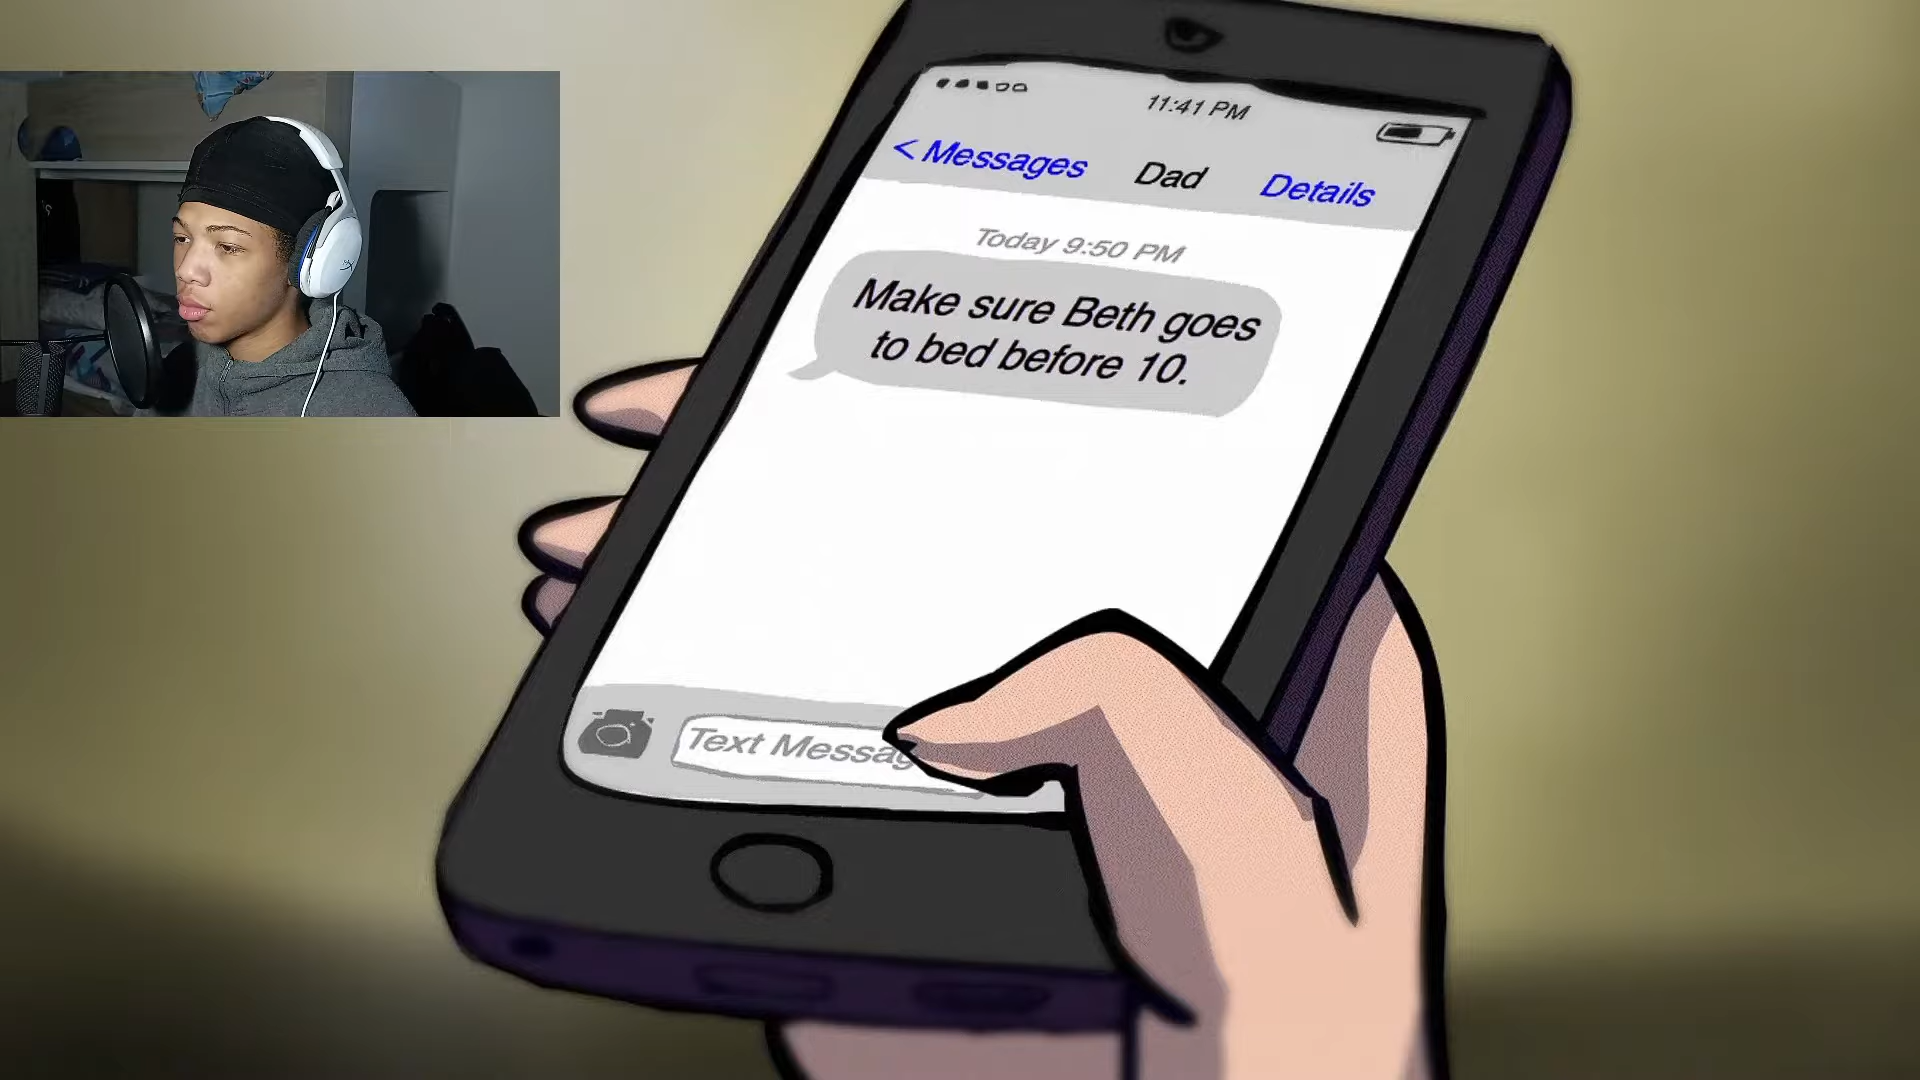 11:41 PM
< Messages Dad Details
Today 9:50 PM
Make sure Beth goes
to bed before 10.
Text Messag